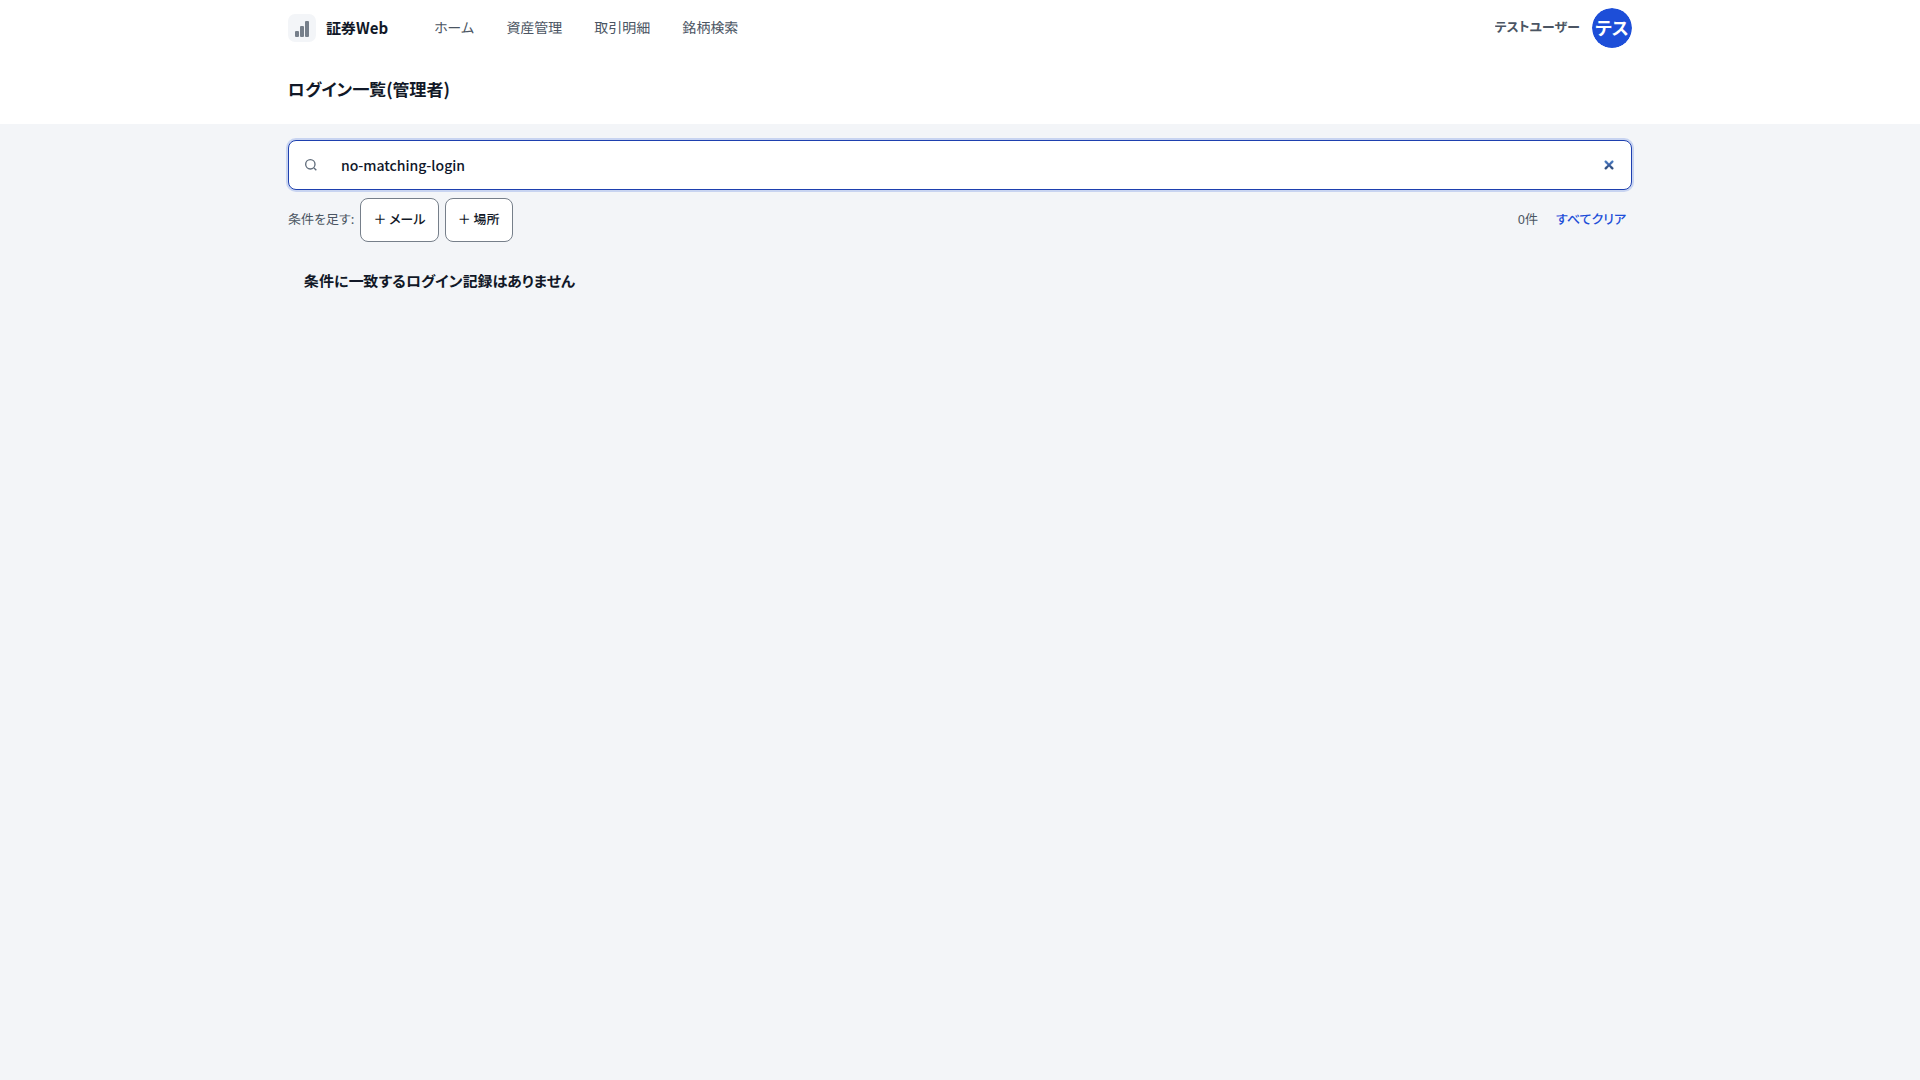 証券Web ホーム 資産管理 取引明細 銘柄検索 テストユーザー テス
ログイン一覧(管理者)
no-matching-login
条件を足す: ＋ メール ＋ 場所 0件 すべてクリア
条件に一致するログイン記録はありません